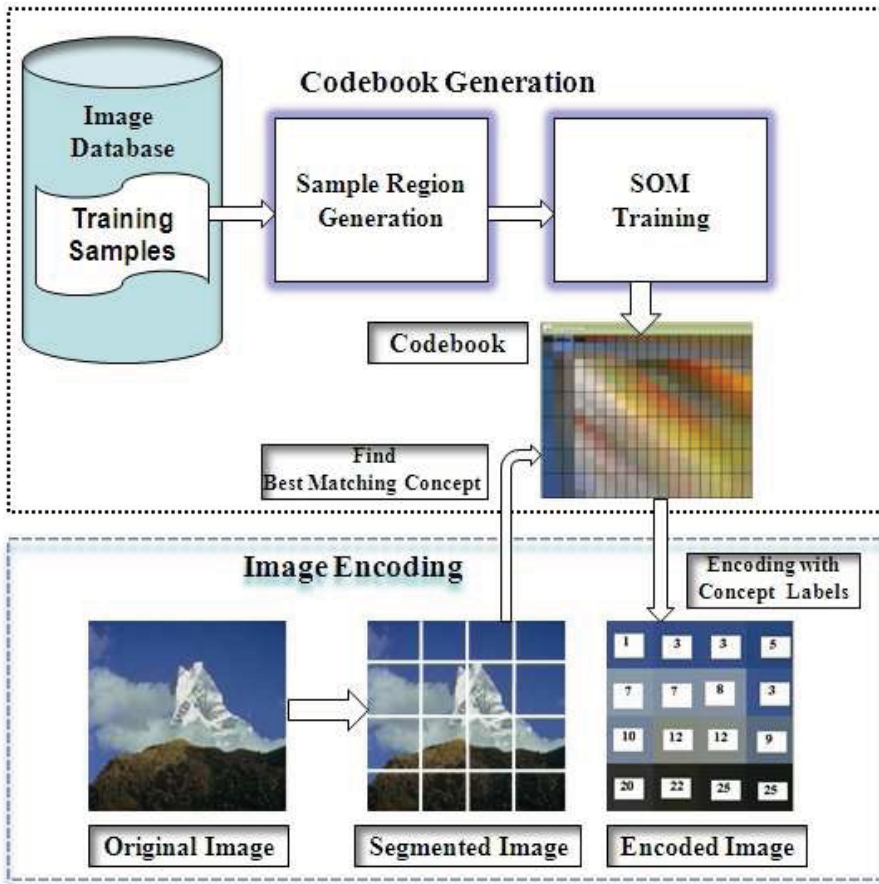 Codebook Generation
Image
Database
Training
Samples
Sample Region
Generation
SOM
Training
Codebook
Find
Best Matching Concept
Image Encoding
Encoding with
Concept Labels
1 3 3 5
7 7 8 3
10 12 12 9
20 22 25 25
Original Image
Segmented Image
Encoded Image